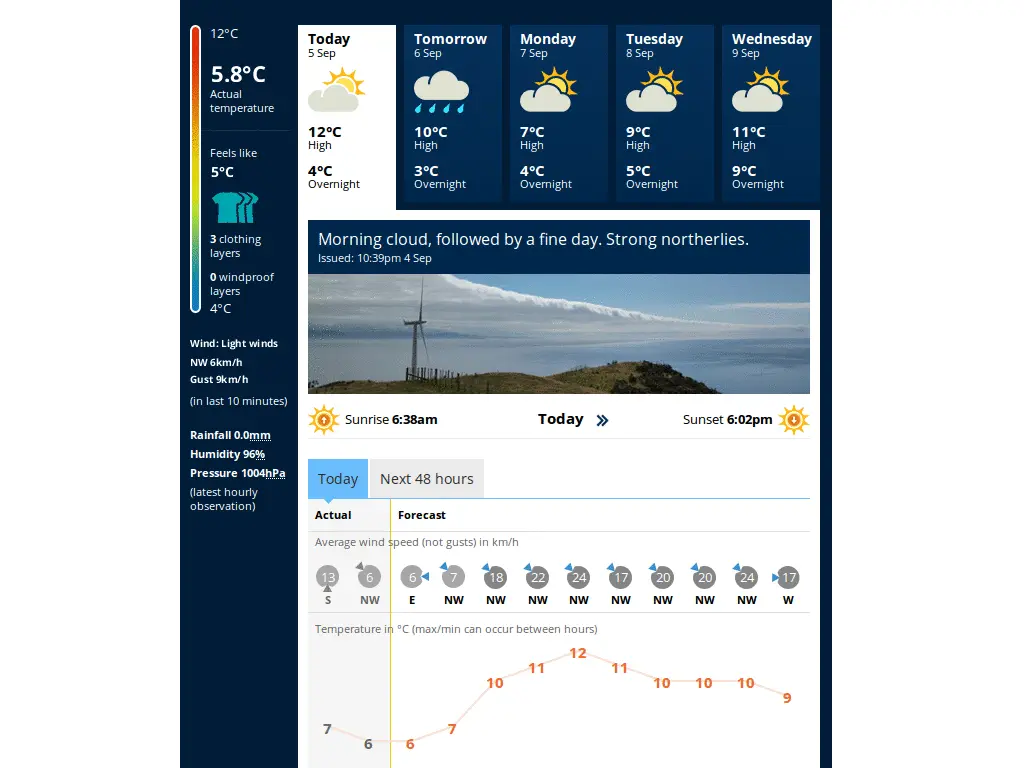 12°C
5.8°C
Actual
temperature
Feels like
5°C
3 clothing
layers
0 windproof
layers
4°C
Wind: Light winds
NW 6km/h
Gust 9km/h
(in last 10 minutes)
Rainfall 0.0mm
Humidity 96%
Pressure 1004hPa
(latest hourly
observation)
Today
5 Sep
12°C
High
4°C
Overnight
Tomorrow
6 Sep
10°C
High
3°C
Overnight
Monday
7 Sep
7°C
High
4°C
Overnight
Tuesday
8 Sep
9°C
High
5°C
Overnight
Wednesday
9 Sep
11°C
High
9°C
Overnight
Morning cloud, followed by a fine day. Strong northerlies.
Issued: 10:39pm 4 Sep
Sunrise 6:38am Today » Sunset 6:02pm
Today Next 48 hours
Actual Forecast
Average wind speed (not gusts) in km/h
13 6 6 7 18 22 24 17 20 20 24 17
S NW E NW NW NW NW NW NW NW NW W
Temperature in °C (max/min can occur between hours)
7 6 6 7 10 11 12 11 10 10 10 9